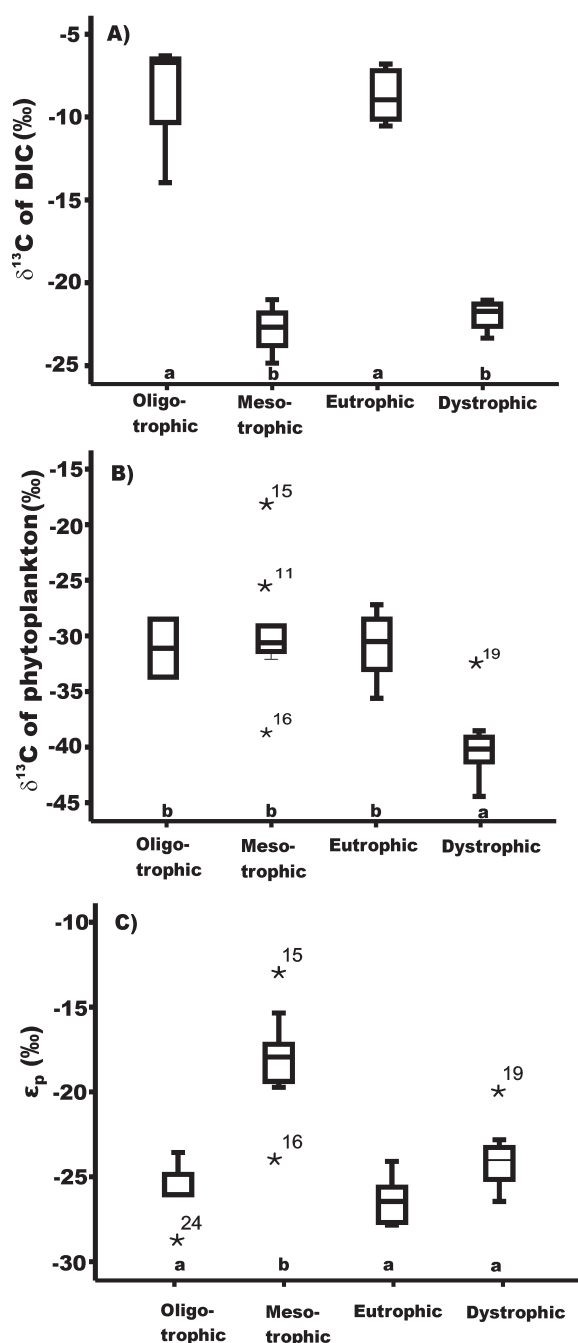 A)
δ¹³C of DIC(‰)
-5
-10
-15
-20
-25
a b a b
Oligo- Meso- Eutrophic Dystrophic
trophic trophic
B)
δ¹³C of phytoplankton(‰)
-15
-20
-25
-30
-35
-40
-45
15
11
16
19
b b b a
Oligo- Meso- Eutrophic Dystrophic
trophic trophic
C)
εp (‰)
-10
-15
-20
-25
-30
15
19
16
24
a b a a
Oligo- Meso- Eutrophic Dystrophic
trophic trophic